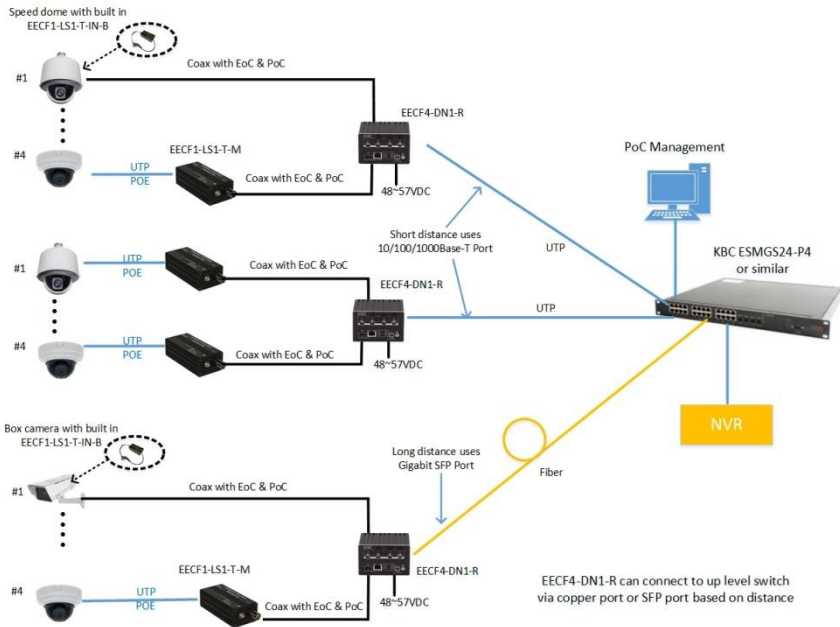 Speed dome with built in
EECF1-LS1-T-IN-B
#1
Coax with EoC & PoC
EECF4-DN1-R
#4
EECF1-LS1-T-M
UTP
POE
Coax with EoC & PoC
48~57VDC
PoC Management
Short distance uses
10/100/1000Base-T Port
UTP
KBC ESMGS24-P4
or similar
#1
UTP
POE
Coax with EoC & PoC
EECF4-DN1-R
UTP
#4
UTP
POE
Coax with EoC & PoC
48~57VDC
NVR
Box camera with built in
EECF1-LS1-T-IN-B
Long distance uses
Gigabit SFP Port
Fiber
#1
Coax with EoC & PoC
EECF4-DN1-R
#4
EECF1-LS1-T-M
UTP
POE
Coax with EoC & PoC
48~57VDC
EECF4-DN1-R can connect to up level switch
via copper port or SFP port based on distance